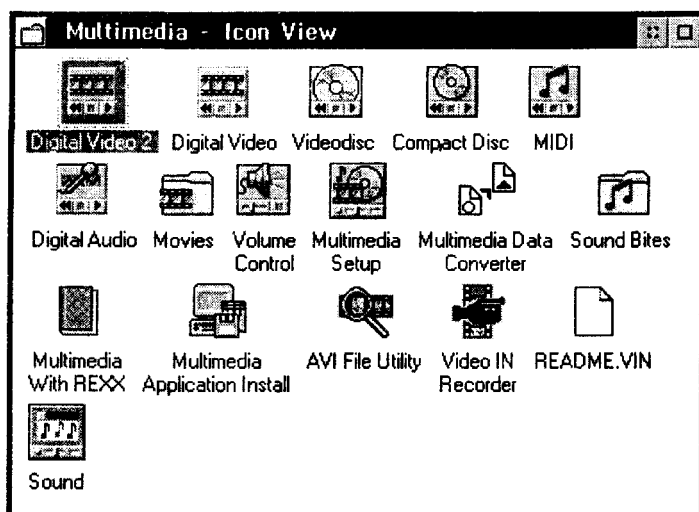 Multimedia - Icon View
Digital Video 2 Digital Video Videodisc Compact Disc MIDI
Digital Audio Movies Volume Multimedia Multimedia Data Sound Bites
Control Setup Converter
Multimedia Multimedia AVI File Utility Video IN README.VIN
With REXX Application Install Recorder
Sound